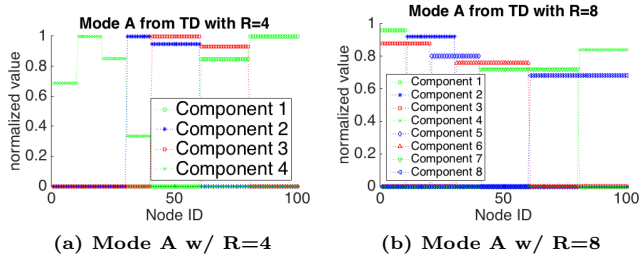 Mode A from TD with R=4
normalized value
1
0.8
0.6
0.4
0.2
0
0
50
100
Node ID
Component 1
Component 2
Component 3
Component 4
(a) Mode A w/ R=4
Mode A from TD with R=8
normalized value
1
0.8
0.6
0.4
0.2
0
0
50
100
Node ID
Component 1
Component 2
Component 3
Component 4
Component 5
Component 6
Component 7
Component 8
(b) Mode A w/ R=8